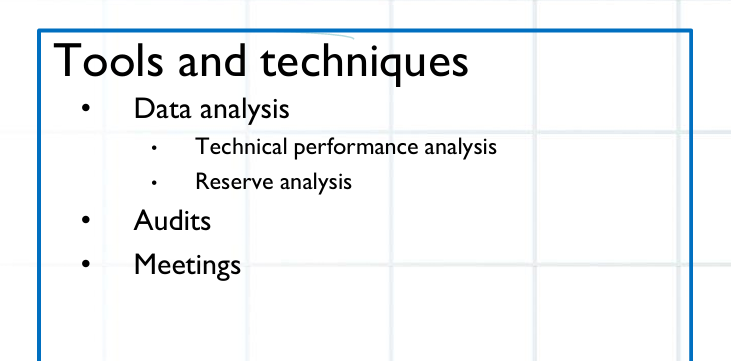 Tools and techniques
• Data analysis
• Technical performance analysis
• Reserve analysis
• Audits
• Meetings